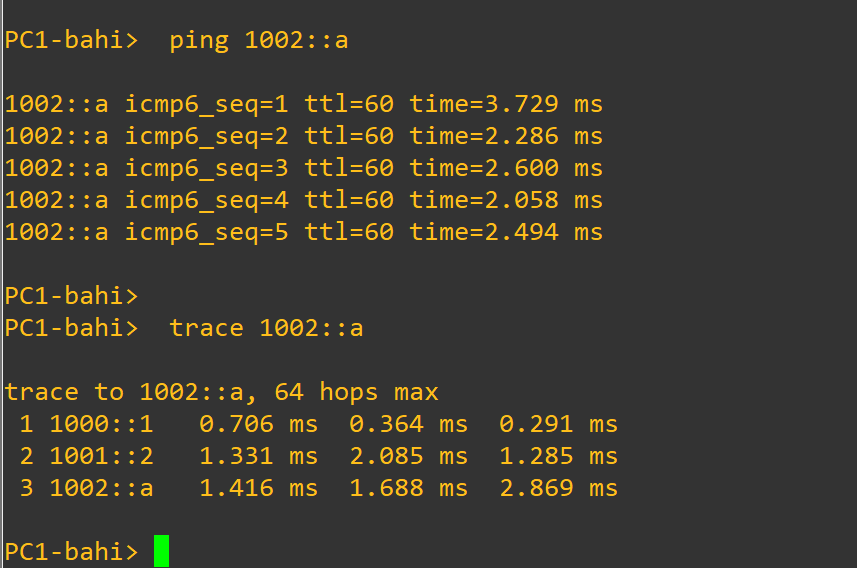 PC1-bahi>  ping 1002::a
1002::a icmp6_seq=1 ttl=60 time=3.729 ms
1002::a icmp6_seq=2 ttl=60 time=2.286 ms
1002::a icmp6_seq=3 ttl=60 time=2.600 ms
1002::a icmp6_seq=4 ttl=60 time=2.058 ms
1002::a icmp6_seq=5 ttl=60 time=2.494 ms
PC1-bahi>
PC1-bahi>  trace 1002::a
trace to 1002::a, 64 hops max
 1 1000::1   0.706 ms  0.364 ms  0.291 ms
 2 1001::2   1.331 ms  2.085 ms  1.285 ms
 3 1002::a   1.416 ms  1.688 ms  2.869 ms
PC1-bahi>